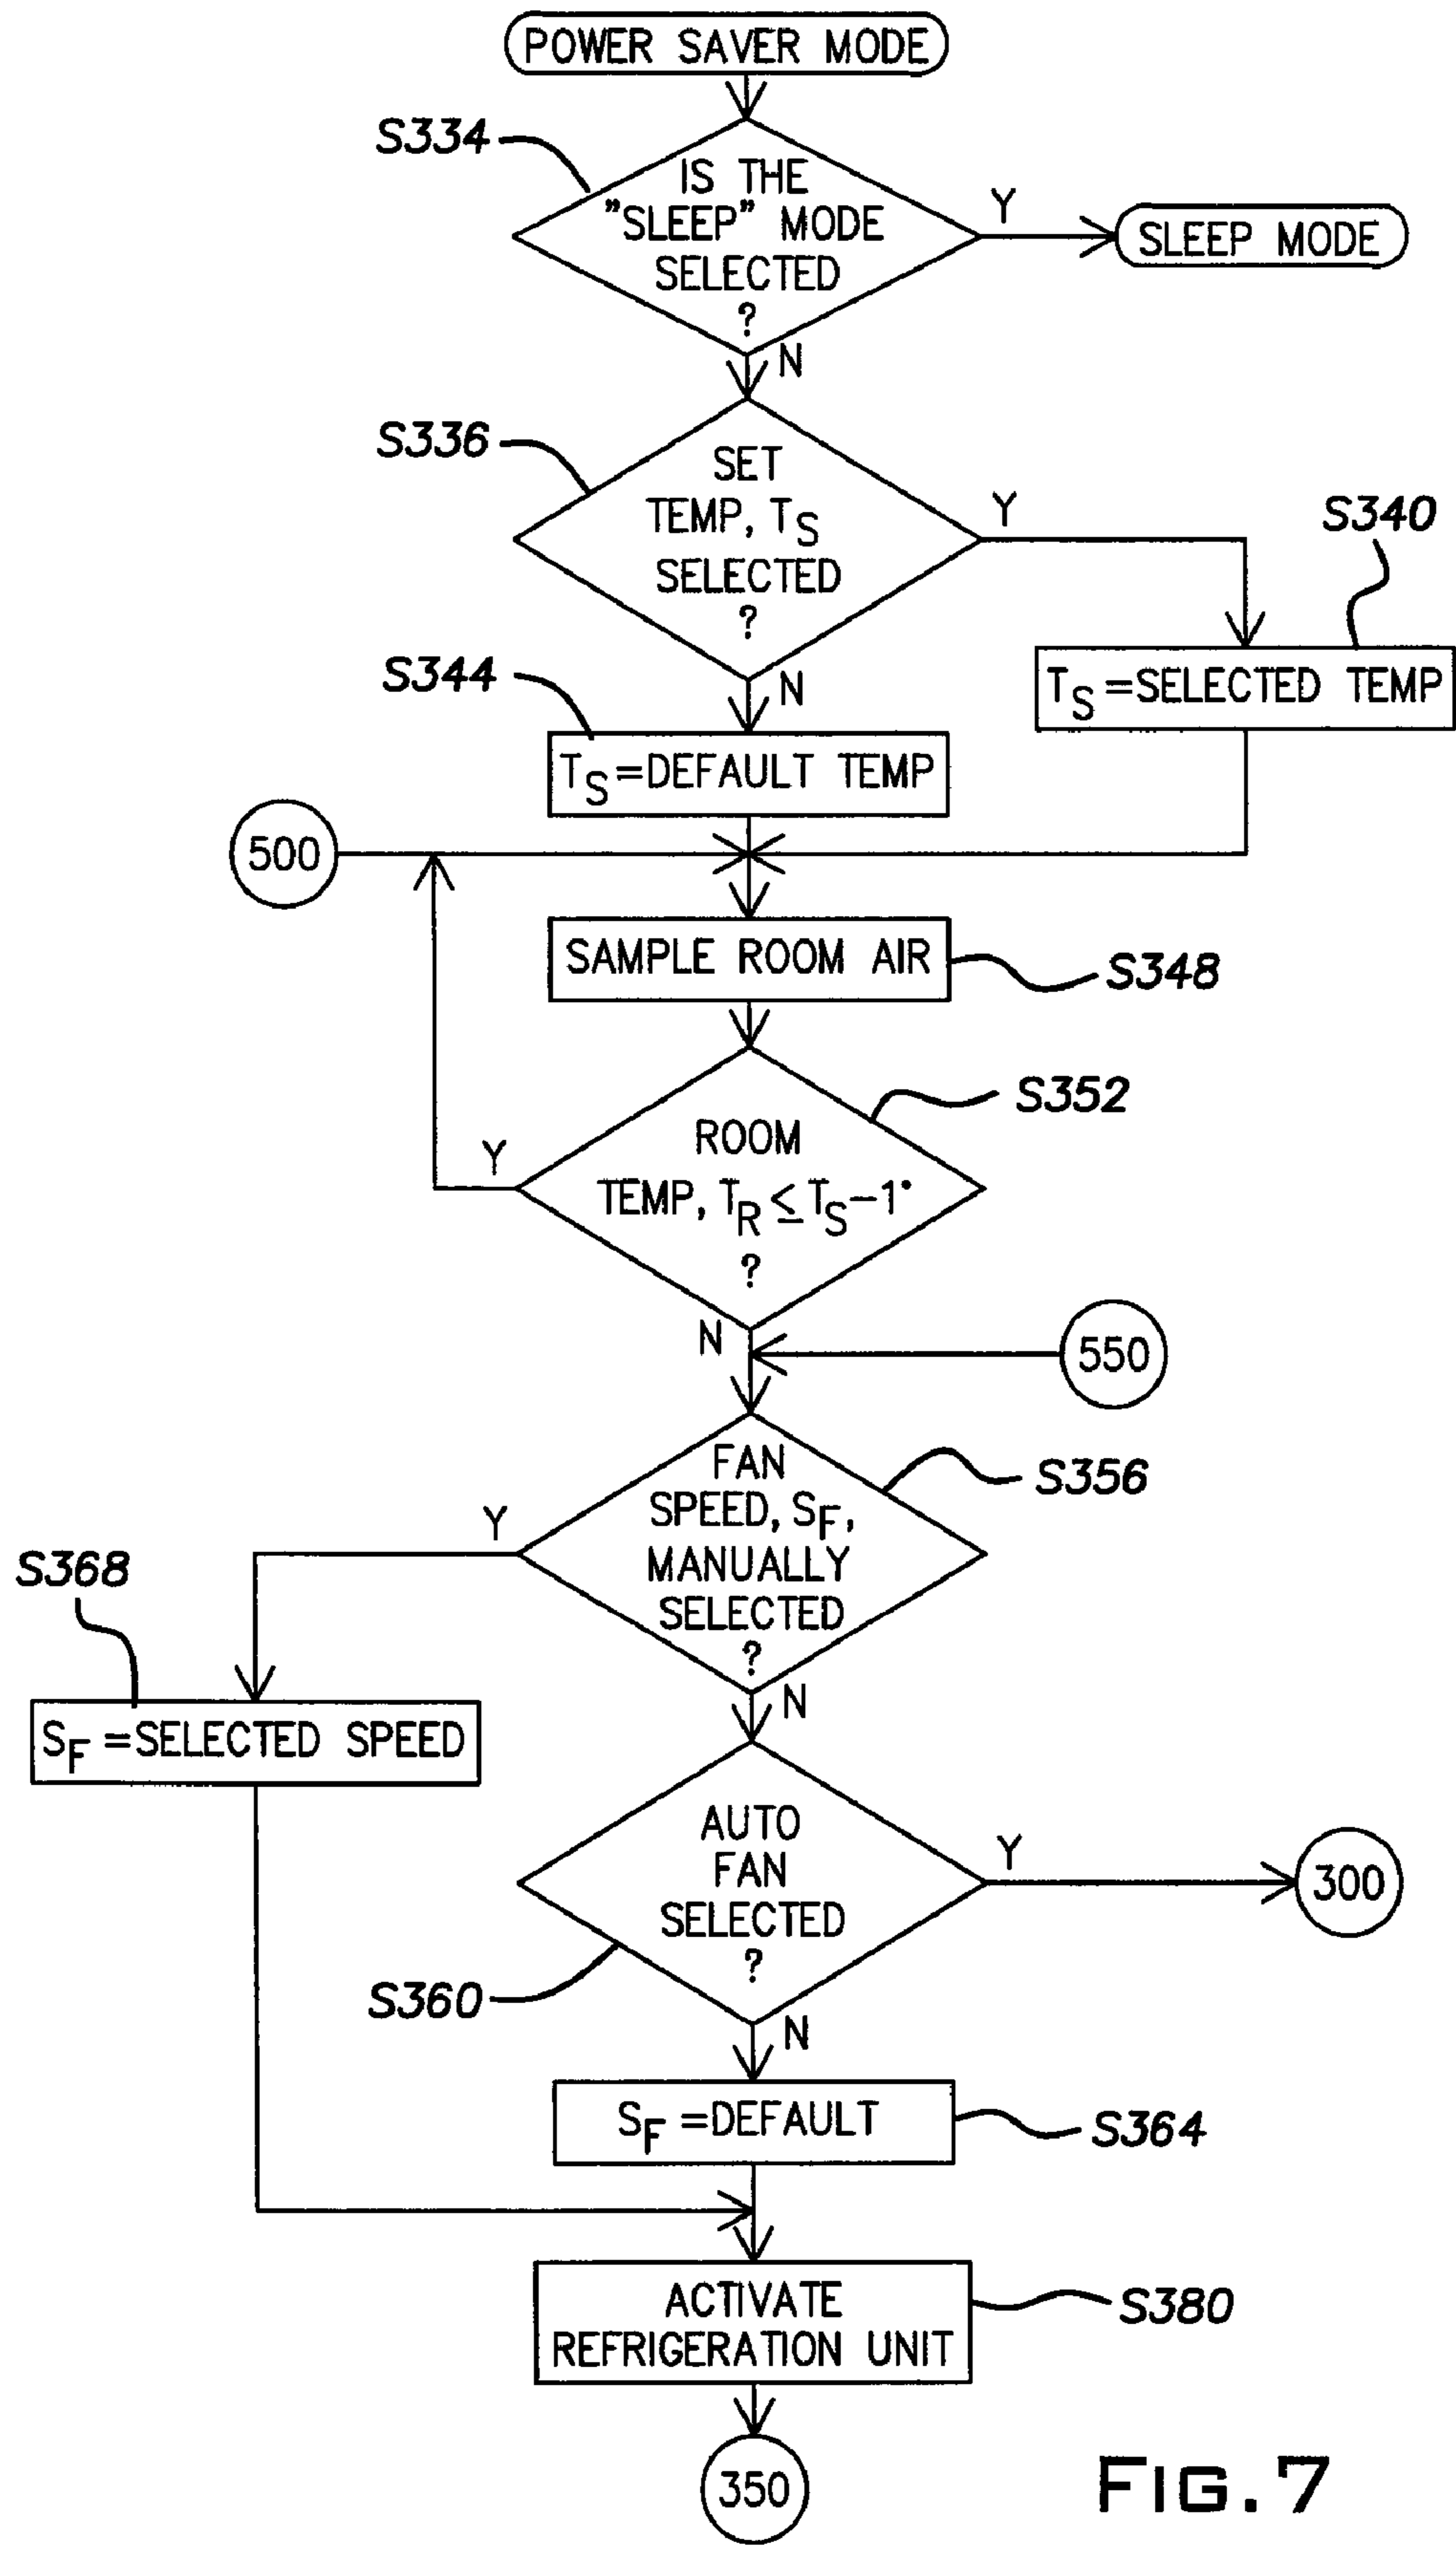 POWER SAVER MODE
S334
IS THE
"SLEEP" MODE
SELECTED
?
Y
SLEEP MODE
N
S336
SET
TEMP, TS
SELECTED
?
Y
S340
TS=SELECTED TEMP
N
S344
TS=DEFAULT TEMP
500
SAMPLE ROOM AIR
S348
S352
ROOM
TEMP, TR≤TS-1°
?
Y
N
550
FAN
SPEED, SF,
MANUALLY
SELECTED
?
S356
Y
S368
SF=SELECTED SPEED
N
AUTO
FAN
SELECTED
?
Y
300
S360
N
SF=DEFAULT
S364
ACTIVATE
REFRIGERATION UNIT
S380
350
FIG. 7